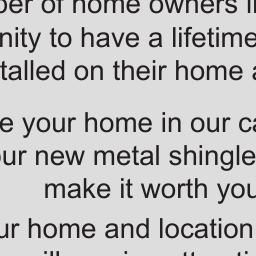 ber of home owners
nity to have a lifetime
talled on their home a
e your home in our ca
our new metal shingle
make it worth you
ur home and location